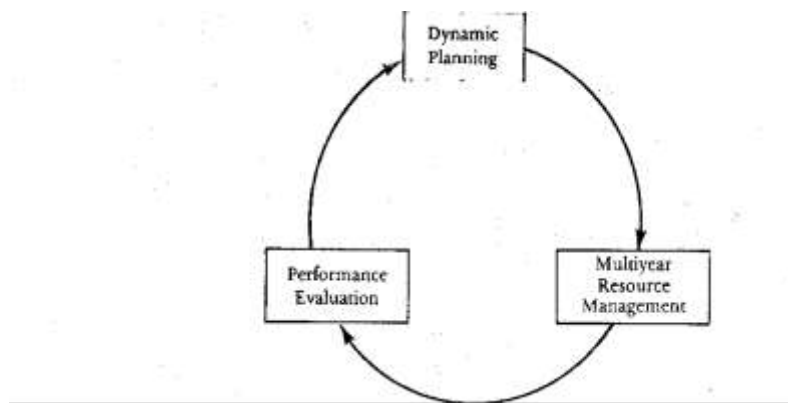 Dynamic
Planning
Performance
Evaluation
Multiyear
Resource
Management